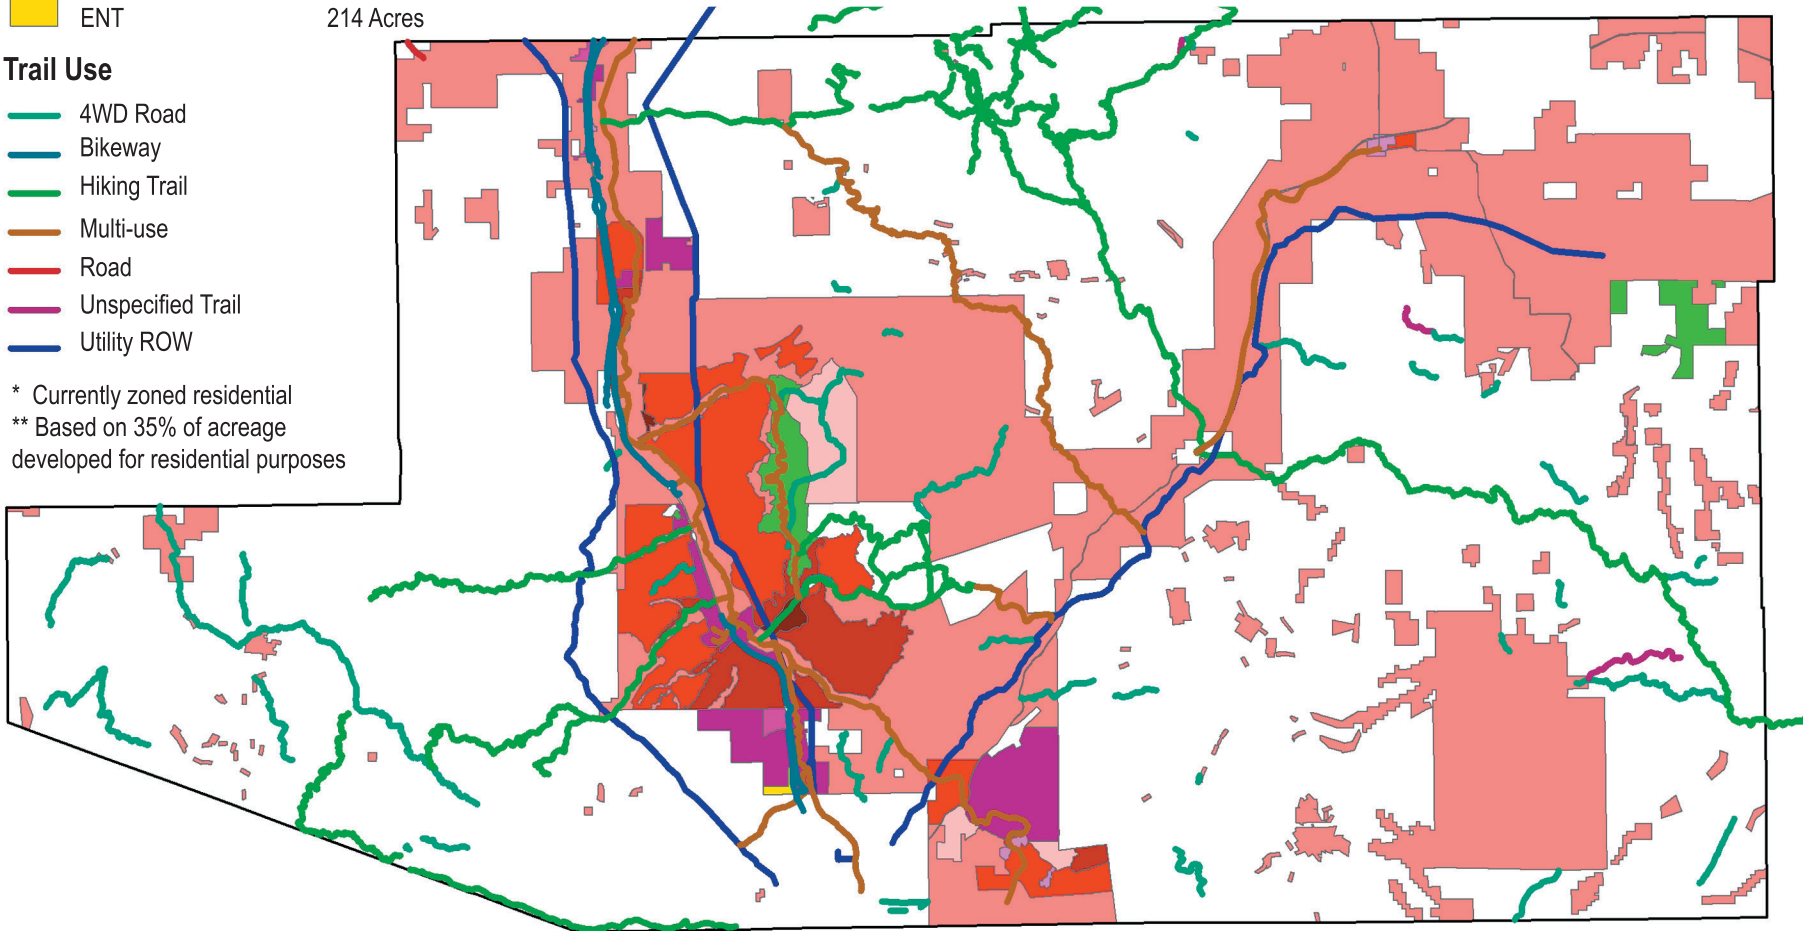 ENT 214 Acres
Trail Use
4WD Road
Bikeway
Hiking Trail
Multi-use
Road
Unspecified Trail
Utility ROW
* Currently zoned residential
** Based on 35% of acreage
developed for residential purposes